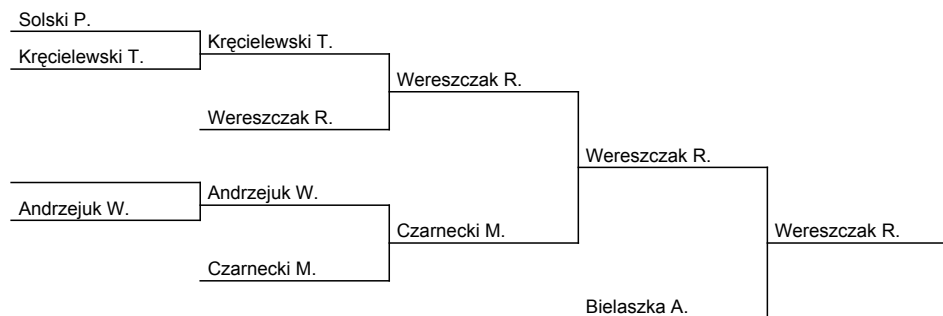 Solski P.
Kręcielewski T.
Kręcielewski T.
Wereszczak R.
Wereszczak R.
Wereszczak R.
Andrzejuk W.
Andrzejuk W.
Czarnecki M.
Wereszczak R.
Czarnecki M.
Bielaszka A.